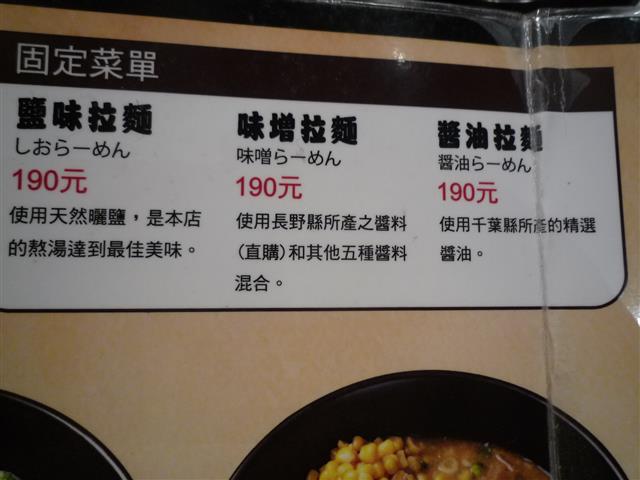 固定菜單
鹽味拉麵
しおらーめん
190元
使用天然曬鹽，是本店
的熬湯達到最佳美味。
味增拉麵
味噌らーめん
190元
使用長野縣所產之醬料
(直購)和其他五種醬料
混合。
醬油拉麵
醤油らーめん
190元
使用千葉縣所產的精選
醬油。